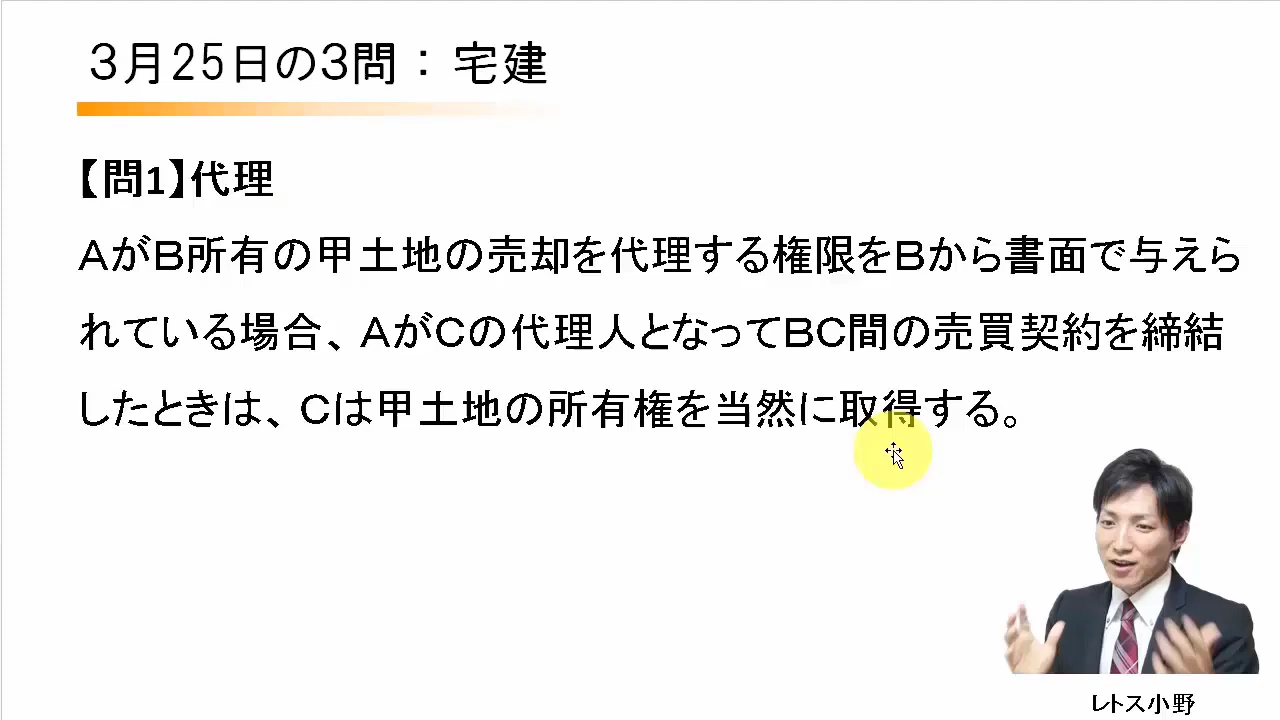 ３月25日の３問：宅建
【問1】代理
ＡがＢ所有の甲土地の売却を代理する権限をＢから書面で与えら
れている場合、ＡがＣの代理人となってＢＣ間の売買契約を締結
したときは、Ｃは甲土地の所有権を当然に取得する。
レトス小野